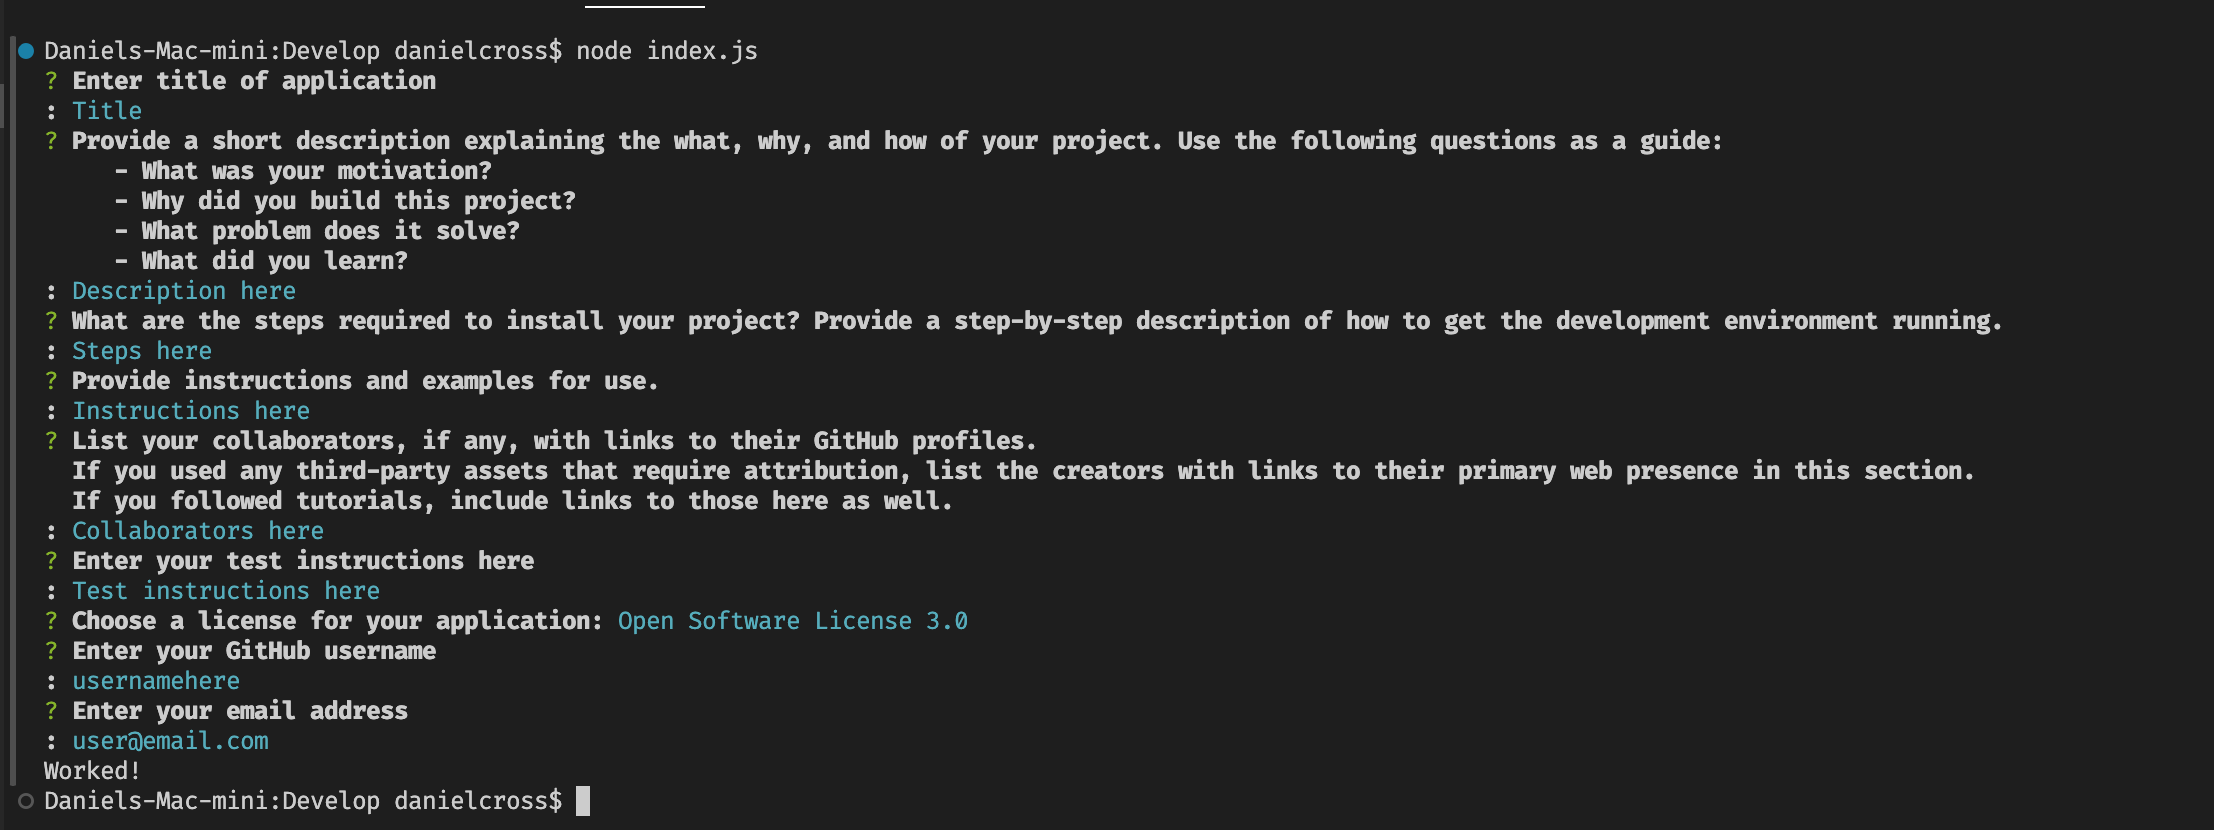 Daniels-Mac-mini:Develop danielcross$ node index.js
? Enter title of application
: Title
? Provide a short description explaining the what, why, and how of your project. Use the following questions as a guide:
- What was your motivation?
- Why did you build this project?
- What problem does it solve?
- What did you learn?
: Description here
? What are the steps required to install your project? Provide a step-by-step description of how to get the development environment running.
: Steps here
? Provide instructions and examples for use.
: Instructions here
? List your collaborators, if any, with links to their GitHub profiles.
If you used any third-party assets that require attribution, list the creators with links to their primary web presence in this section.
If you followed tutorials, include links to those here as well.
: Collaborators here
? Enter your test instructions here
: Test instructions here
? Choose a license for your application: Open Software License 3.0
? Enter your GitHub username
: usernamehere
? Enter your email address
: user@email.com
Worked!
Daniels-Mac-mini:Develop danielcross$